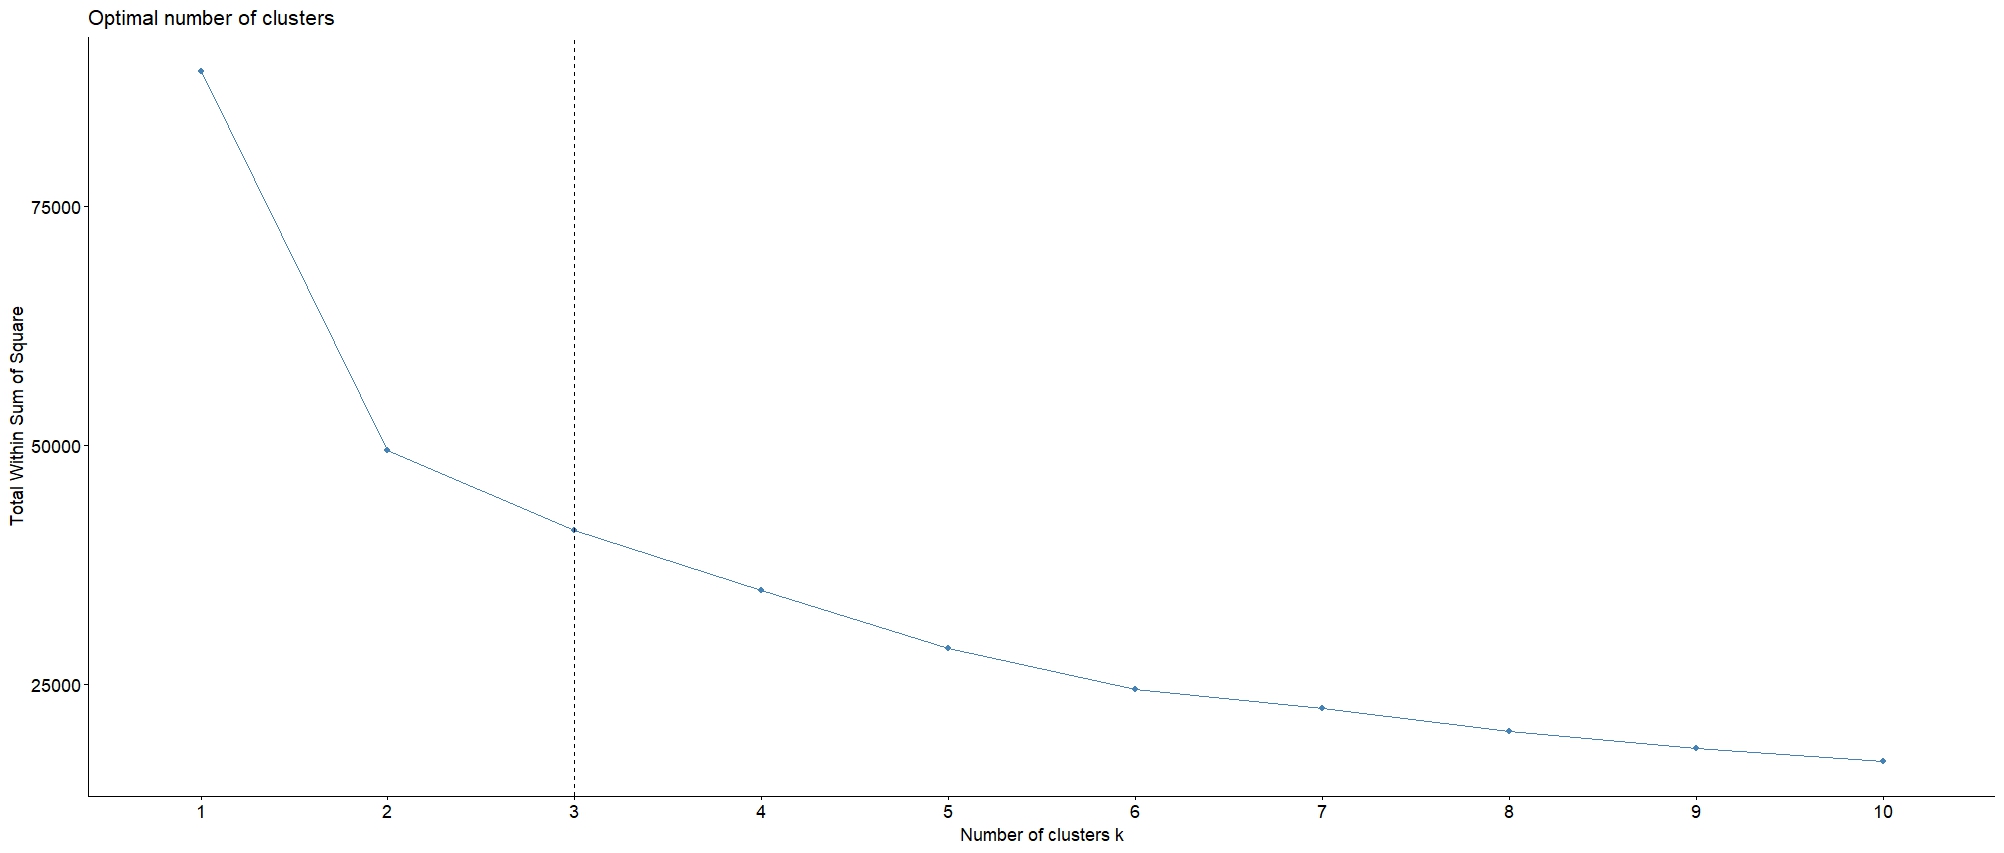 Optimal number of clusters
Total Within Sum of Square
75000
50000
25000
1 2 3 4 5 6 7 8 9 10
Number of clusters k